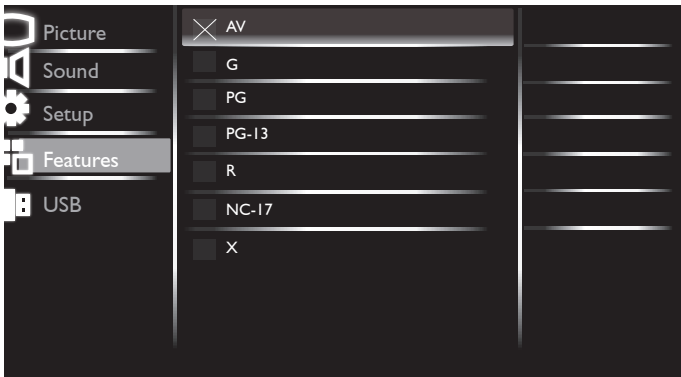 Picture
Sound
Setup
Features
USB
AV
G
PG
PG-13
R
NC-17
X